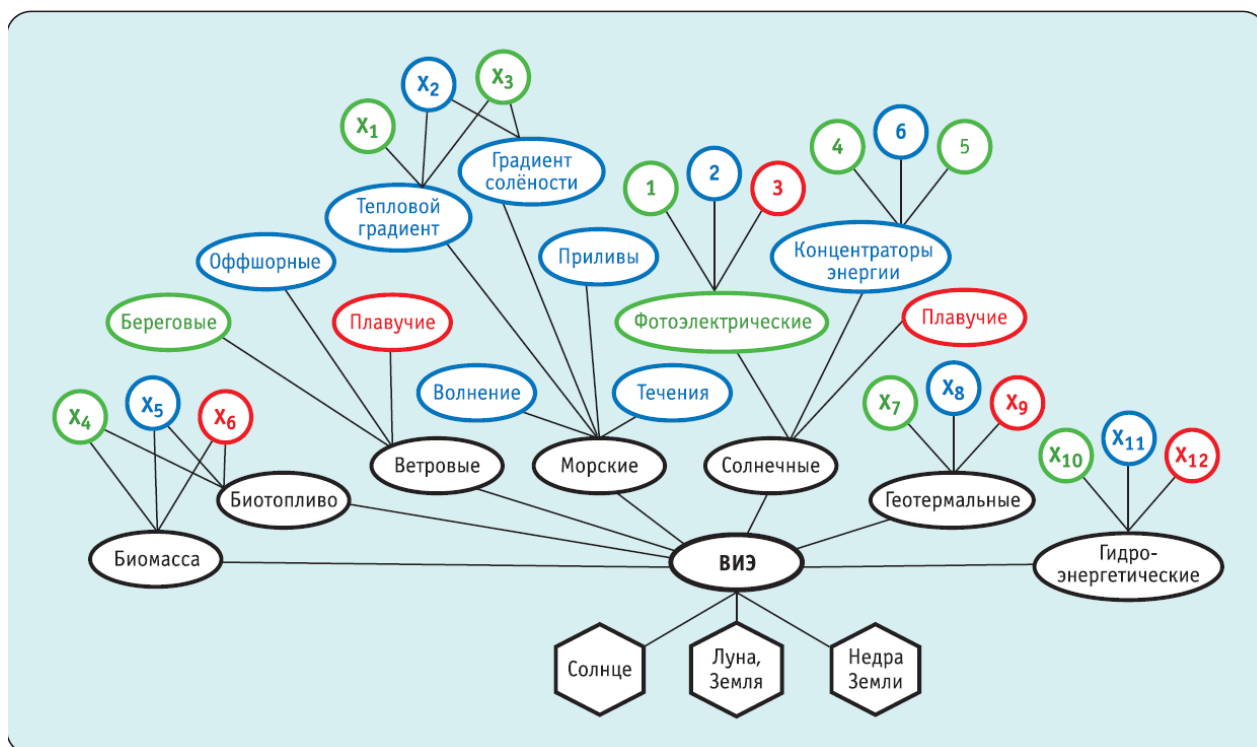 X2
X3
X1
Градиент
солёности
4
6
5
1
2
3
Тепловой
градиент
Оффшорные
Приливы
Концентраторы
энергии
Береговые
Плавучие
Фотоэлектрические
Плавучие
Волнение
Течения
X4
X5
X6
X7
X8
X9
X10
X11
X12
Ветровые
Морские
Солнечные
Биотопливо
Геотермальные
Биомасса
ВИЭ
Гидро-
энергетические
Солнце
Луна,
Земля
Недра
Земли